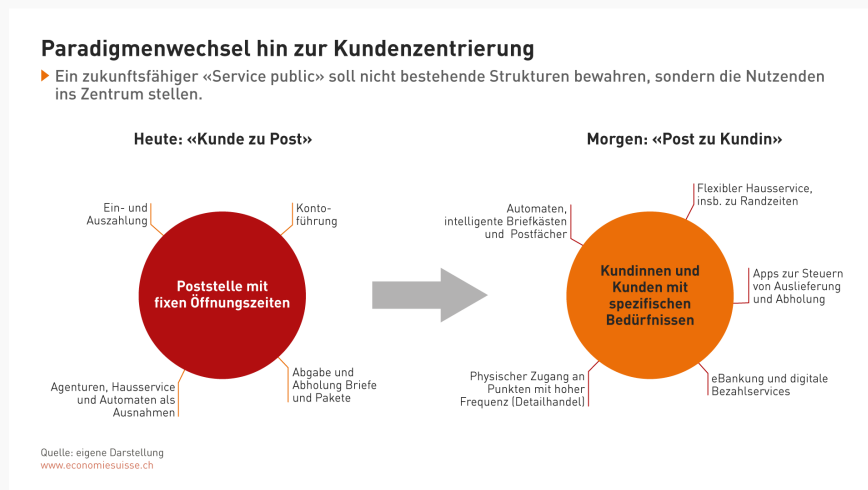 Paradigmenwechsel hin zur Kundenzentrierung
Ein zukunftsfähiger «Service public» soll nicht bestehende Strukturen bewahren, sondern die Nutzenden
ins Zentrum stellen.
Heute: «Kunde zu Post»
Ein- und
Auszahlung
Konto-
führung
Poststelle mit
fixen Öffnungszeiten
Agenturen, Hausservice
und Automaten als
Ausnahmen
Abgabe und
Abholung Briefe
und Pakete
Morgen: «Post zu Kundin»
Automaten,
intelligente Briefkästen
und Postfächer
Flexibler Hausservice,
insb. zu Randzeiten
Kundinnen und
Kunden mit
spezifischen
Bedürfnissen
Apps zur Steuern
von Auslieferung
und Abholung
Physischer Zugang an
Punkten mit hoher
Frequenz (Detailhandel)
eBankung und digitale
Bezahlservices
Quelle: eigene Darstellung
www.economiesuisse.ch